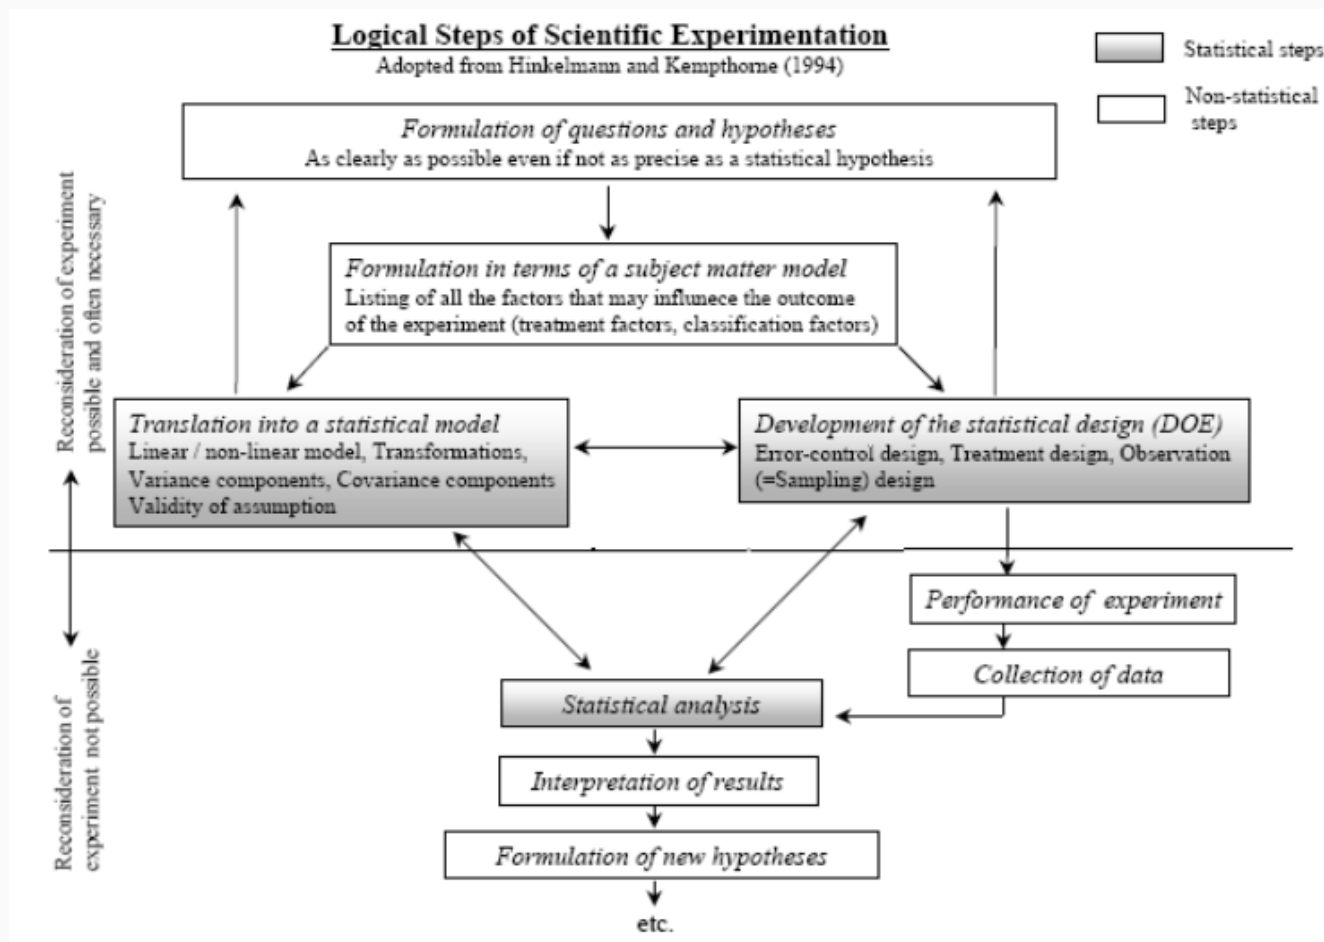 Logical Steps of Scientific Experimentation
Adopted from Hinkelmann and Kempthorne (1994)
Statistical steps
Non-statistical
steps
Formulation of questions and hypotheses
As clearly as possible even if not as precise as a statistical hypothesis
Reconsideration of experiment
possible and often necessary
Formulation in terms of a subject matter model
Listing of all the factors that may influnece the outcome
of the experiment (treatment factors, classification factors)
Translation into a statistical model
Linear / non-linear model, Transformations,
Variance components, Covariance components
Validity of assumption
Development of the statistical design (DOE)
Error-control design, Treatment design, Observation
(=Sampling) design
Performance of experiment
Collection of data
Reconsideration of
experiment not possible
Statistical analysis
Interpretation of results
Formulation of new hypotheses
etc.